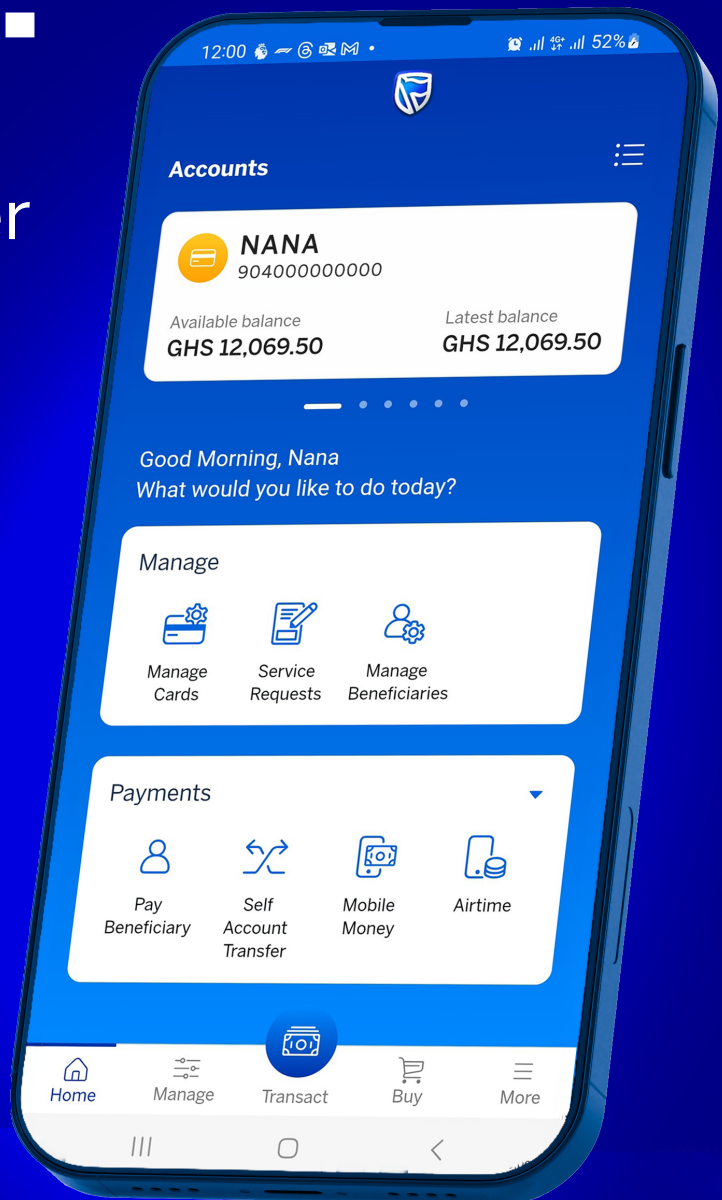 12:00
4G+
52%
Accounts
NANA
904000000000
Available balance
Latest balance
GHS 12,069.50
GHS 12,069.50
Good Morning, Nana
What would you like to do today?
Manage
Manage
Cards
Service
Requests
Manage
Beneficiaries
Payments
Pay
Beneficiary
Self
Account
Transfer
Mobile
Money
Airtime
Home
Manage
Transact
Buy
More